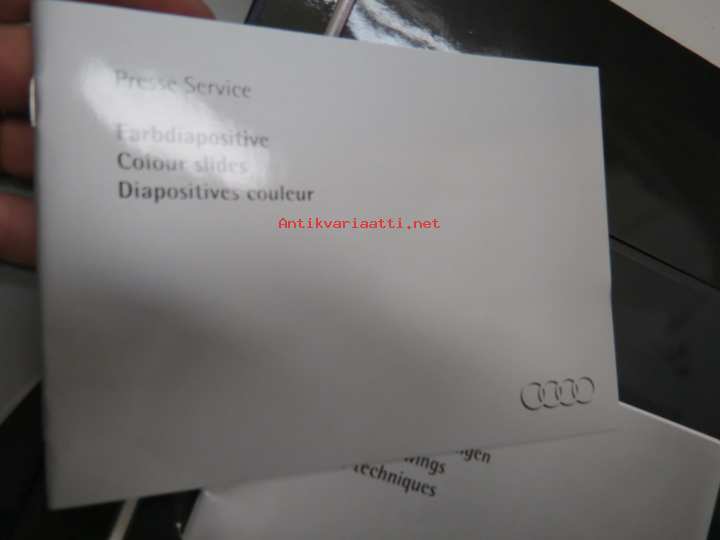 Presse Service
Farbdiapositive
Colour slides
Diapositives couleur
Antikvariaatti.net
techniques